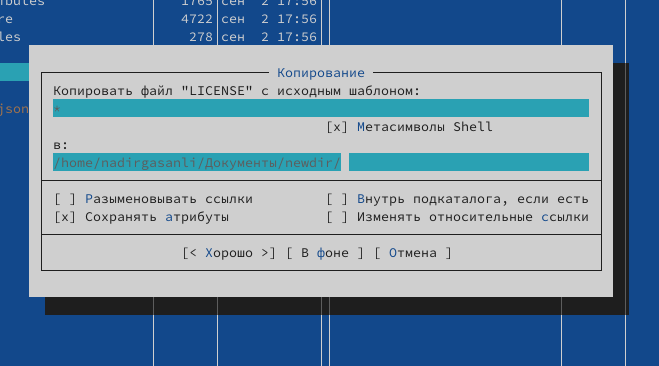 1765 сен 2 17:56
re 4722 сен 2 17:56
les 278 сен 2 17:56
Копирование
Копировать файл "LICENSE" с исходным шаблоном:
json
*
[x] Метасимволы Shell
в:
/home/nadirgasanli/Документы/newdir/
[ ] Разыменовывать ссылки [ ] Внутрь подкаталога, если есть
[x] Сохранять атрибуты [ ] Изменять относительные ссылки
[< Хорошо >] [ В фоне ] [ Отмена ]